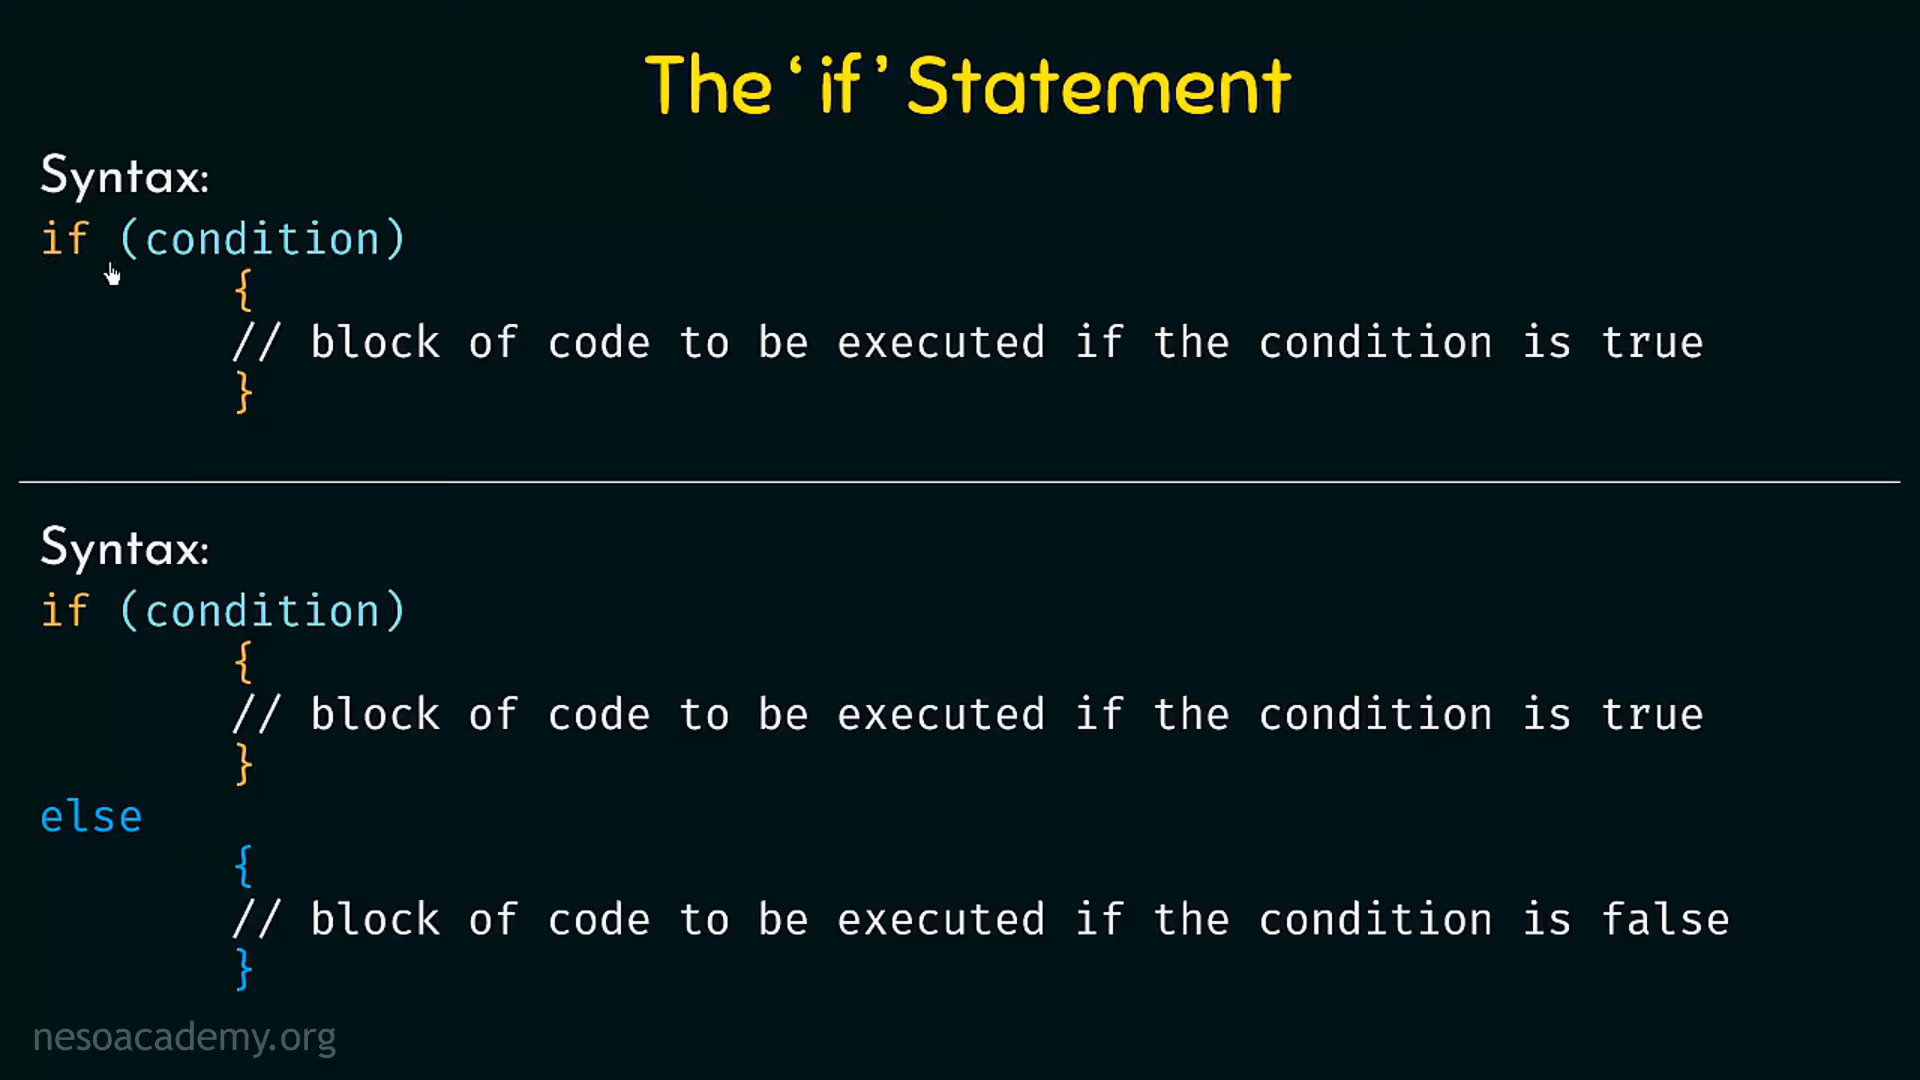 The ‘if’ Statement
Syntax:
if (condition)
{
// block of code to be executed if the condition is true
}
Syntax:
if (condition)
{
// block of code to be executed if the condition is true
}
else
{
// block of code to be executed if the condition is false
}
nesoacademy.org